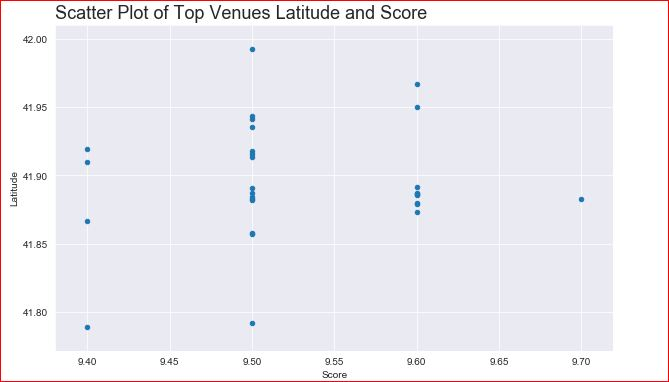 Scatter Plot of Top Venues Latitude and Score
42.00
41.95
41.90
41.85
41.80
Latitude
9.40 9.45 9.50 9.55 9.60 9.65 9.70
Score